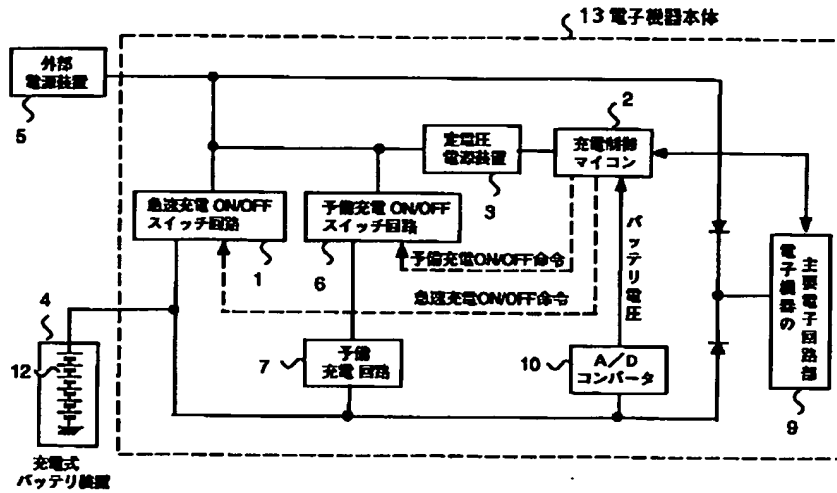 13 電子機器本体
外部
電源装置
5
2
定電圧
電源装置
3
充電制御
マイコン
急速充電 ON/OFF
スイッチ回路
1
予備充電 ON/OFF
スイッチ回路
6
予備充電ON/OFF命令
急速充電ON/OFF命令
バッテリ電圧
電子機器の
主要電子回路部
9
4
12
7
予備
充電 回路
10
A/D
コンバータ
充電式
バッテリ装置